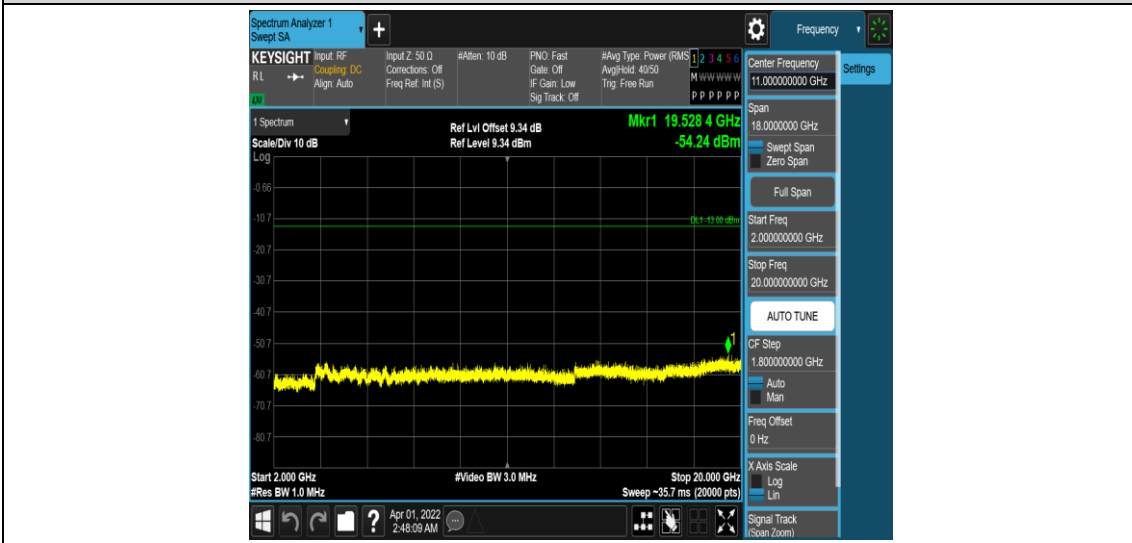 Spectrum Analyzer 1
Swept SA
+
Frequency
KEYSIGHT
RL
LXI
Input: RF
Coupling: DC
Align: Auto
Input Z: 50 Ω
Corrections: Off
Freq Ref: Int (S)
#Atten: 10 dB
PNO: Fast
Gate: Off
IF Gain: Low
Sig Track: Off
#Avg Type: Power (RMS
Avg|Hold: 40/50
Trig: Free Run
1 2 3 4 5 6
M W W W W W
P P P P P P
1 Spectrum
Scale/Div 10 dB
Log
Ref Lvl Offset 9.34 dB
Ref Level 9.34 dBm
Mkr1 19.528 4 GHz
-54.24 dBm
-0.66
-10.7
DL1 -13.00 dBm
-20.7
-30.7
-40.7
-50.7
1
-60.7
-70.7
-80.7
Start 2.000 GHz
#Res BW 1.0 MHz
#Video BW 3.0 MHz
Stop 20.000 GHz
Sweep ~35.7 ms (20000 pts)
?
Apr 01, 2022
2:48:09 AM
Center Frequency
11.000000000 GHz
Settings
Span
18.0000000 GHz
Swept Span
Zero Span
Full Span
Start Freq
2.000000000 GHz
Stop Freq
20.000000000 GHz
AUTO TUNE
CF Step
1.800000000 GHz
Auto
Man
Freq Offset
0 Hz
X Axis Scale
Log
Lin
Signal Track
(Span Zoom)